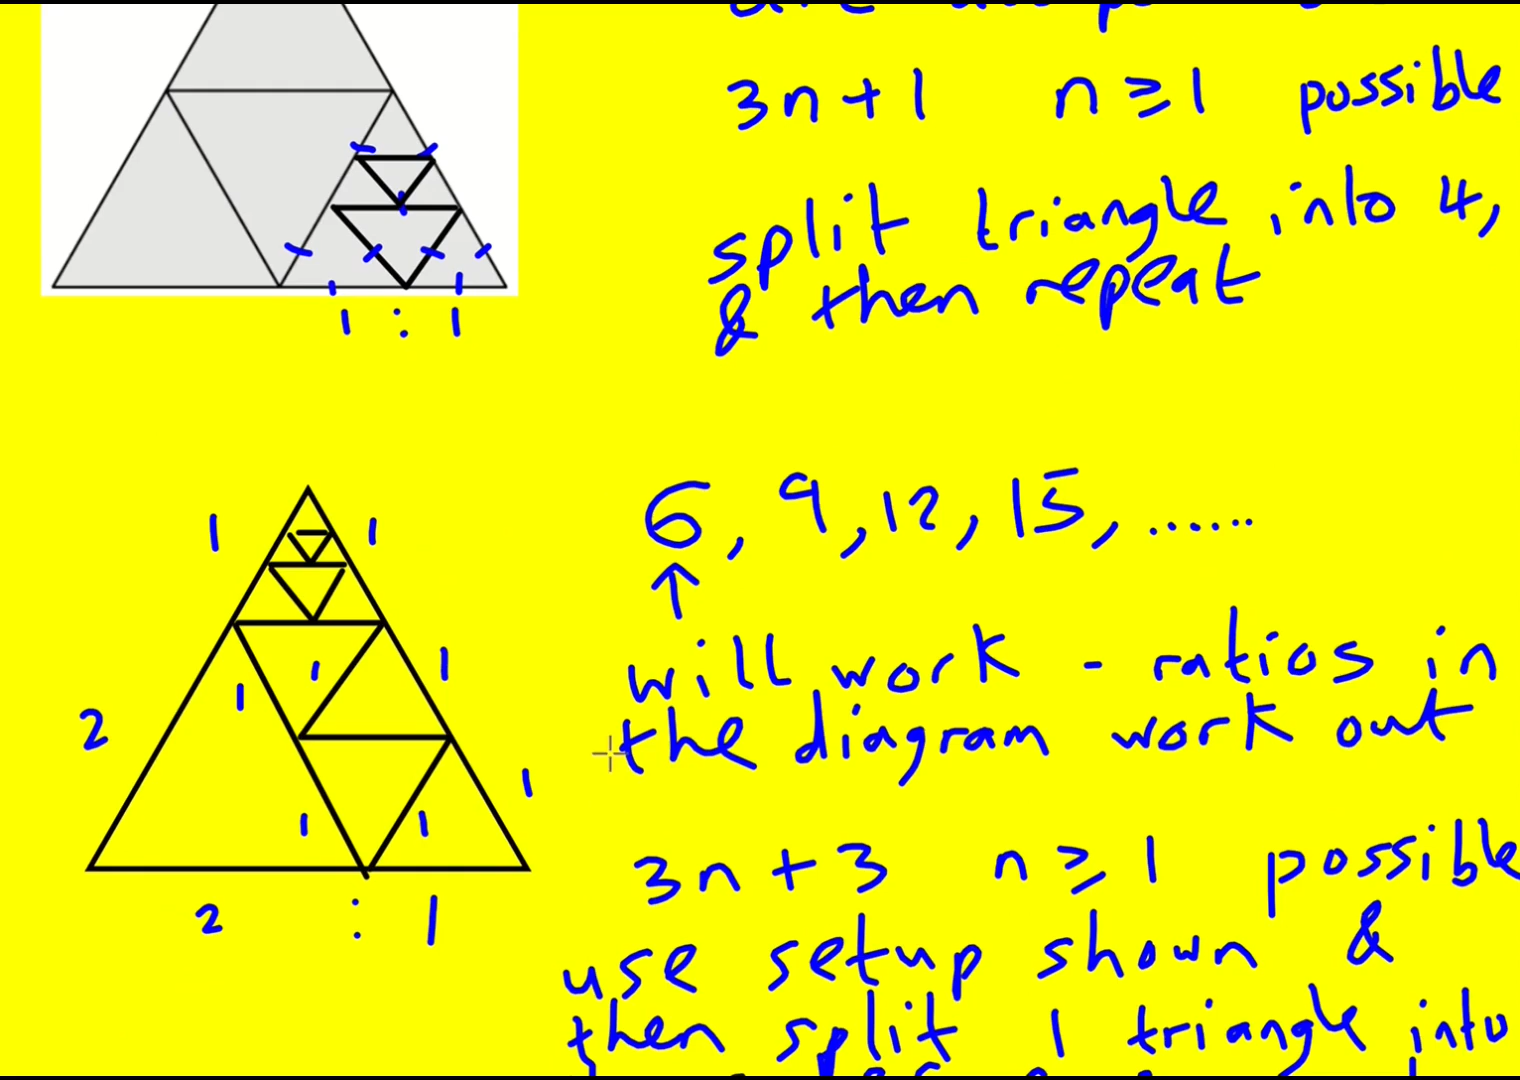 3n + 1 n ≥ 1 possible
split triangle into 4,
& then repeat
1 : 1
6, 9, 12, 15, ......
↑
will work - ratios in
the diagram work out
1 1
1 1 1
2
1 1 1
2 : 1
3n + 3 n ≥ 1 possible
use setup shown &
then split 1 triangle into